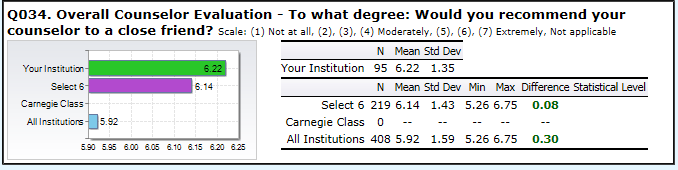 Q034. Overall Counselor Evaluation - To what degree: Would you recommend your
counselor to a close friend? Scale: (1) Not at all, (2), (3), (4) Moderately, (5), (6), (7) Extremely, Not applicable
Your Institution 6.22
Select 6 6.14
Carnegie Class
All Institutions 5.92
5.90 5.95 6.00 6.05 6.10 6.15 6.20 6.25
N Mean Std Dev
Your Institution 95 6.22 1.35
N Mean Std Dev Min Max Difference Statistical Level
Select 6 219 6.14 1.43 5.26 6.75 0.08
Carnegie Class 0 -- -- -- -- --
All Institutions 408 5.92 1.59 5.26 6.75 0.30